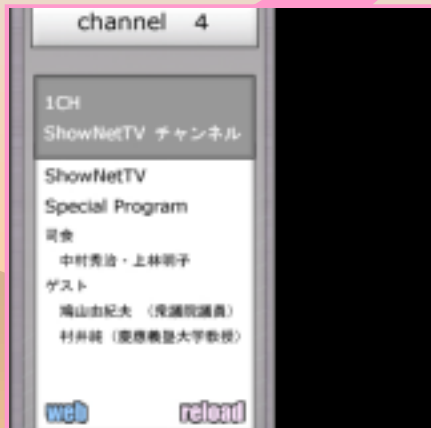 channel 4
1CH
ShowNetTV チャンネル
ShowNetTV
Special Program
司会
中村秀治・上林明子
ゲスト
鳩山由紀夫 (衆議院議員)
村井純 (慶應義塾大学教授)
web
reload